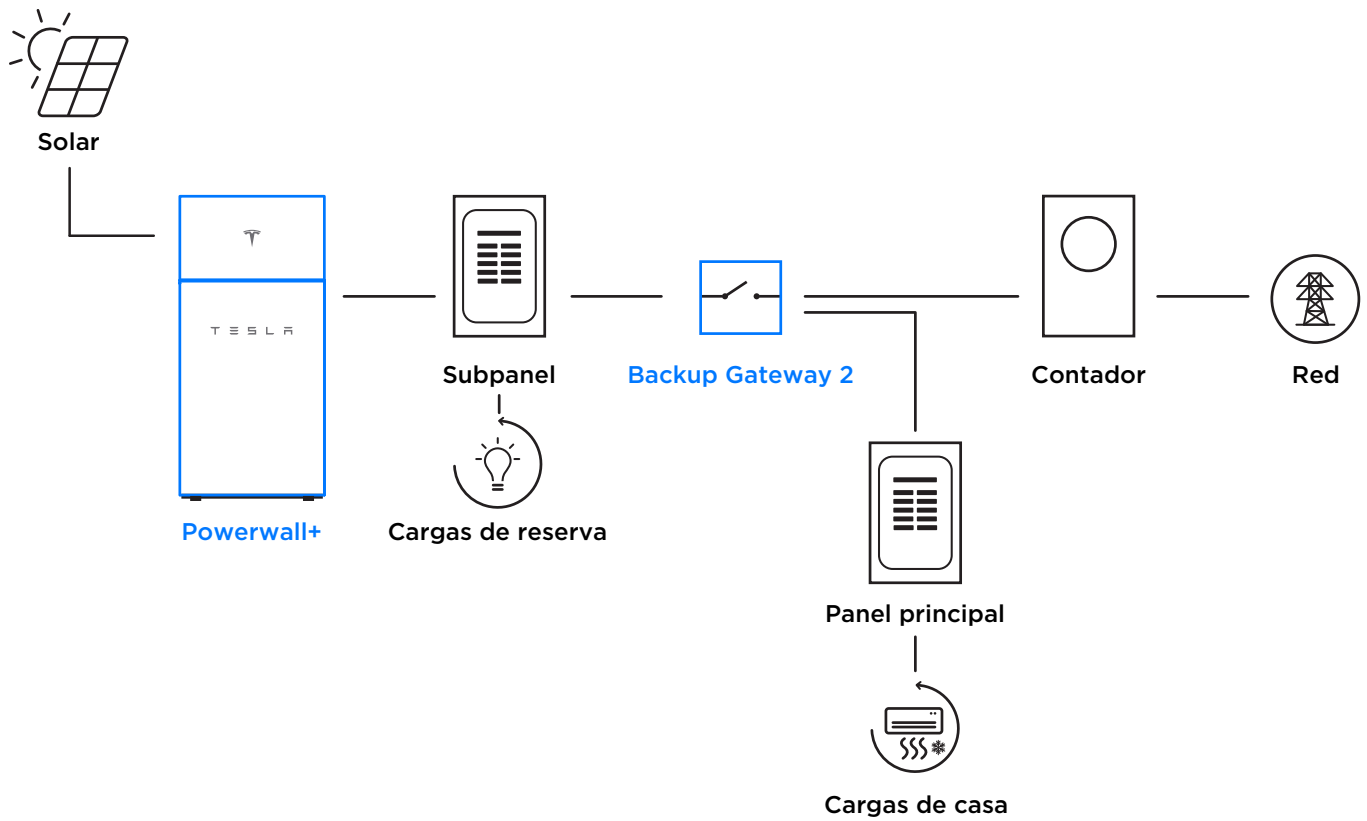 Solar
TESLA
Subpanel
Backup Gateway 2
Contador
Red
Powerwall+
Cargas de reserva
Panel principal
Cargas de casa